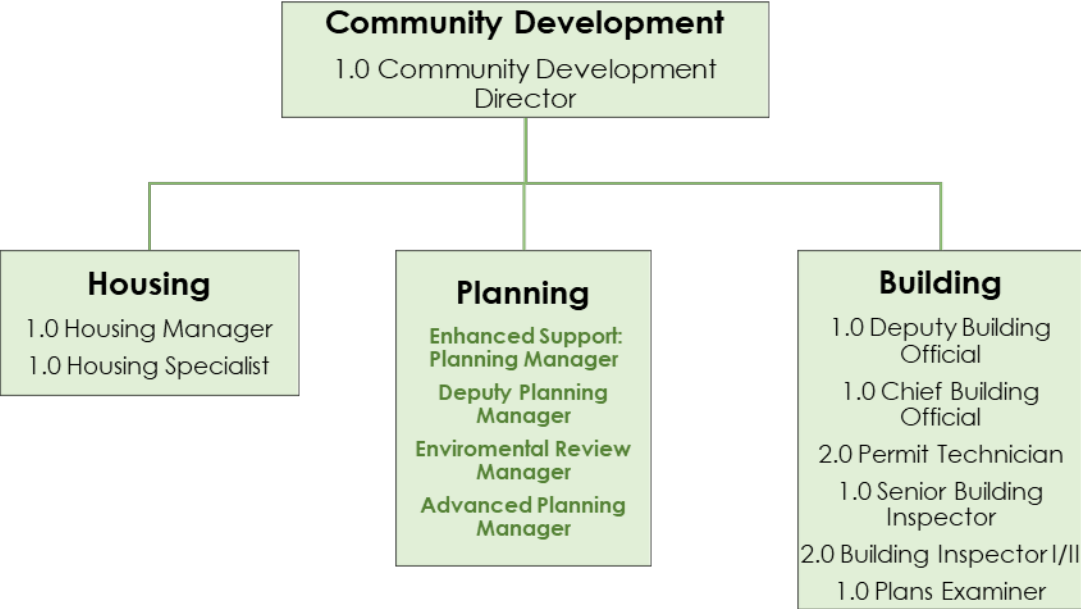 Community Development
1.0 Community Development
Director
Housing
1.0 Housing Manager
1.0 Housing Specialist
Planning
Enhanced Support:
Planning Manager
Deputy Planning
Manager
Enviromental Review
Manager
Advanced Planning
Manager
Building
1.0 Deputy Building
Official
1.0 Chief Building
Official
2.0 Permit Technician
1.0 Senior Building
Inspector
2.0 Building Inspector I/II
1.0 Plans Examiner